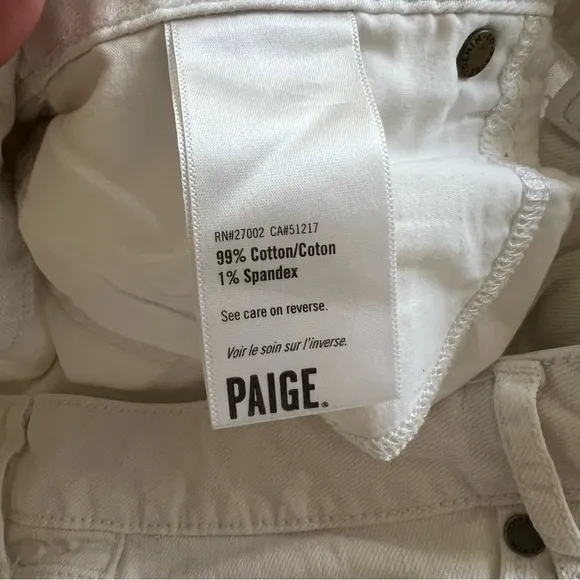 RN#27002 CA#51217
99% Cotton/Coton
1% Spandex
See care on reverse.
Voir le soin sur l'inverse.
PAIGE®